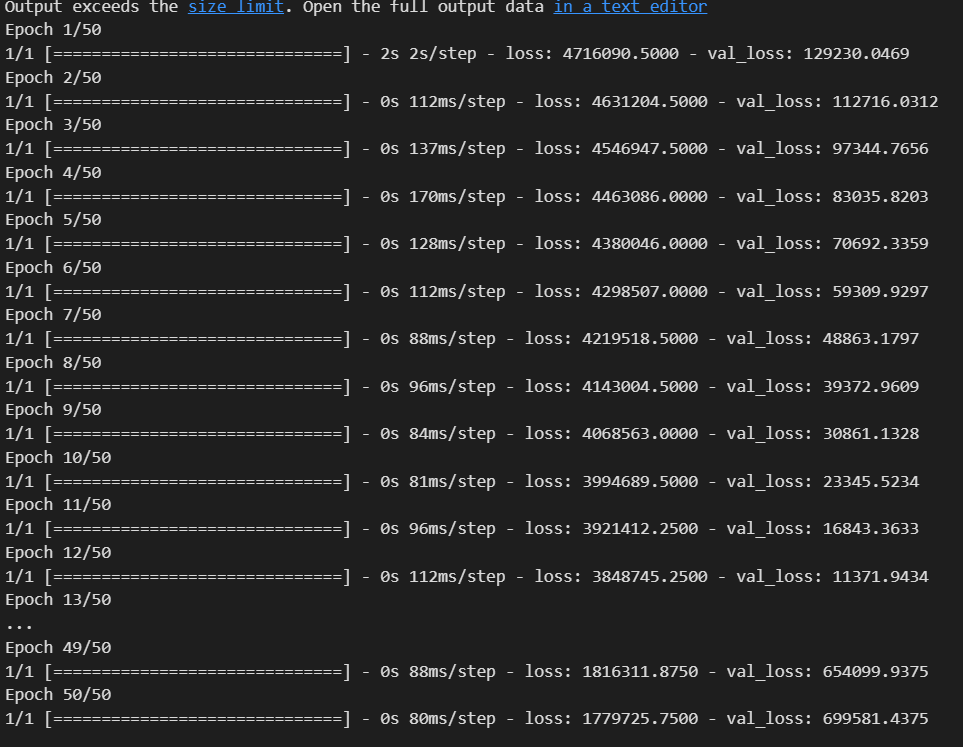 Output exceeds the size limit. Open the full output data in a text editor
Epoch 1/50
1/1 [==============================] - 2s 2s/step - loss: 4716090.5000 - val_loss: 129230.0469
Epoch 2/50
1/1 [==============================] - 0s 112ms/step - loss: 4631204.5000 - val_loss: 112716.0312
Epoch 3/50
1/1 [==============================] - 0s 137ms/step - loss: 4546947.5000 - val_loss: 97344.7656
Epoch 4/50
1/1 [==============================] - 0s 170ms/step - loss: 4463086.0000 - val_loss: 83035.8203
Epoch 5/50
1/1 [==============================] - 0s 128ms/step - loss: 4380046.0000 - val_loss: 70692.3359
Epoch 6/50
1/1 [==============================] - 0s 112ms/step - loss: 4298507.0000 - val_loss: 59309.9297
Epoch 7/50
1/1 [==============================] - 0s 88ms/step - loss: 4219518.5000 - val_loss: 48863.1797
Epoch 8/50
1/1 [==============================] - 0s 96ms/step - loss: 4143004.5000 - val_loss: 39372.9609
Epoch 9/50
1/1 [==============================] - 0s 84ms/step - loss: 4068563.0000 - val_loss: 30861.1328
Epoch 10/50
1/1 [==============================] - 0s 81ms/step - loss: 3994689.5000 - val_loss: 23345.5234
Epoch 11/50
1/1 [==============================] - 0s 96ms/step - loss: 3921412.2500 - val_loss: 16843.3633
Epoch 12/50
1/1 [==============================] - 0s 112ms/step - loss: 3848745.2500 - val_loss: 11371.9434
Epoch 13/50
...
Epoch 49/50
1/1 [==============================] - 0s 88ms/step - loss: 1816311.8750 - val_loss: 654099.9375
Epoch 50/50
1/1 [==============================] - 0s 80ms/step - loss: 1779725.7500 - val_loss: 699581.4375